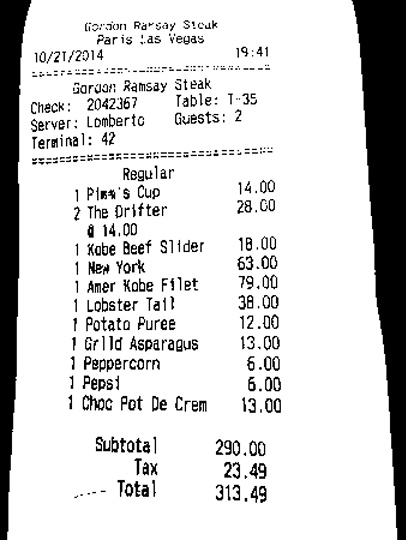 Gordon Ramsay Steak
Paris Las Vegas
10/21/2014 19:41
Gordon Ramsay Steak
Check: 2042367 Table: T-35
Server: Lomberto Guests: 2
Terminal: 42
Regular
1 Pimm's Cup 14.00
2 The Drifter 28.00
@ 14.00
1 Kobe Beef Slider 18.00
1 New York 63.00
1 Amer Kobe Filet 79.00
1 Lobster Tail 38.00
1 Potato Puree 12.00
1 Grlld Asparagus 13.00
1 Peppercorn 6.00
1 Pepsi 6.00
1 Choc Pot De Crem 13.00
Subtotal 290.00
Tax 23.49
Total 313.49